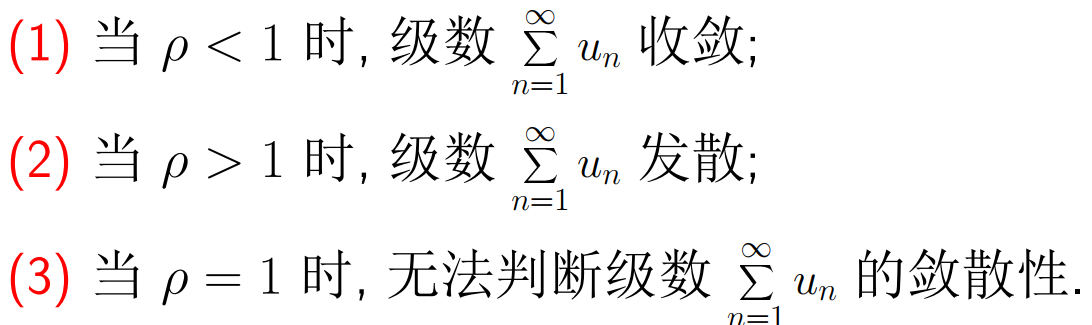 (1) 当 ρ < 1 时, 级数 ∑_{n=1}^{∞} u_n 收敛;
(2) 当 ρ > 1 时, 级数 ∑_{n=1}^{∞} u_n 发散;
(3) 当 ρ = 1 时, 无法判断级数 ∑_{n=1}^{∞} u_n 的敛散性.